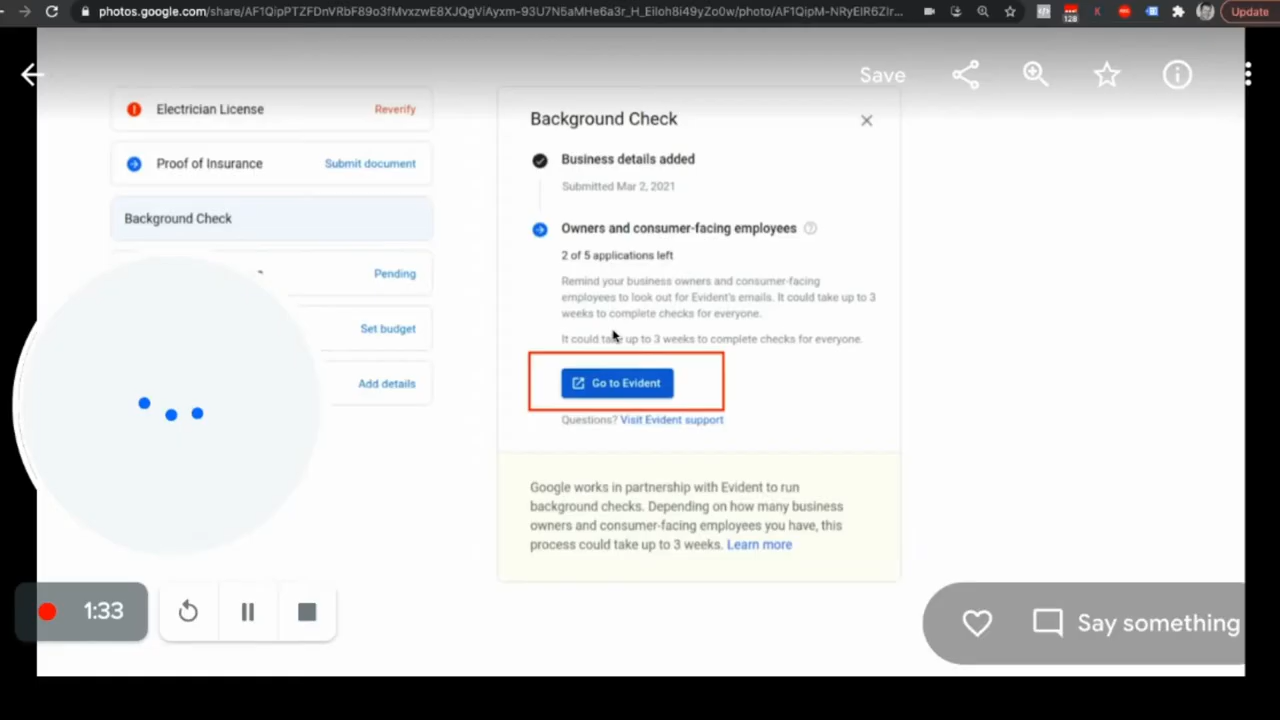 photos.google.com/share/AF1QipPTZFDnVRbF89o3fMvxzwE8XJQgViAyxm-93U7N5aMHe6a3r_H_Eiloh8i49yZo0w/photo/AF1QipM-NRyElR6ZIr...
128
K
Update
Save
Electrician License
Reverify
Proof of Insurance
Submit document
Background Check
Pending
Set budget
Add details
Background Check
Business details added
Submitted Mar 2, 2021
Owners and consumer-facing employees
2 of 5 applications left
Remind your business owners and consumer-facing
employees to look out for Evident's emails. It could take up to 3
weeks to complete checks for everyone.
It could take up to 3 weeks to complete checks for everyone.
Go to Evident
Questions? Visit Evident support
Google works in partnership with Evident to run
background checks. Depending on how many business
owners and consumer-facing employees you have, this
process could take up to 3 weeks. Learn more
1:33
Say something